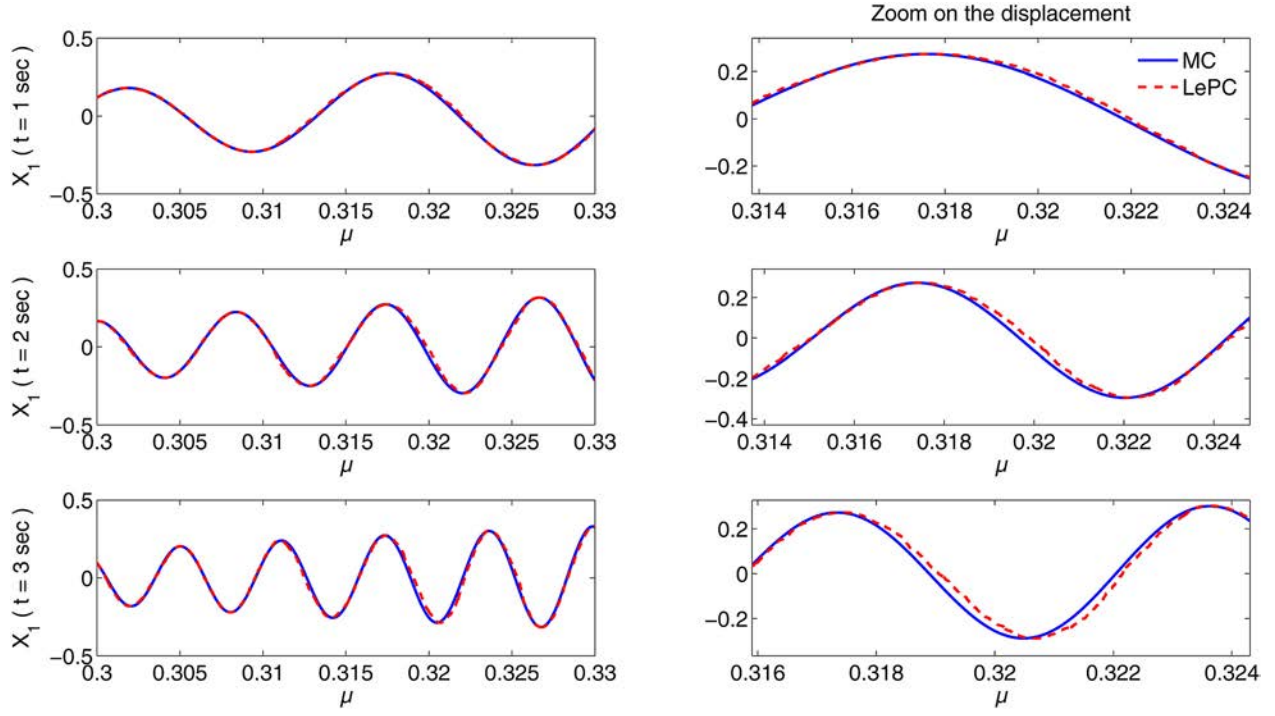 Zoom on the displacement
X_1 ( t = 1 sec )
0.5
0
−0.5
0.3 0.305 0.31 0.315 0.32 0.325 0.33
μ
0.2
0
−0.2
MC
LePC
0.314 0.316 0.318 0.32 0.322 0.324
μ
X_1 ( t = 2 sec )
0.5
0
−0.5
0.3 0.305 0.31 0.315 0.32 0.325 0.33
μ
0.2
0
−0.2
−0.4
0.314 0.316 0.318 0.32 0.322 0.324
μ
X_1 ( t = 3 sec )
0.5
0
−0.5
0.3 0.305 0.31 0.315 0.32 0.325 0.33
μ
0.2
0
−0.2
0.316 0.318 0.32 0.322 0.324
μ